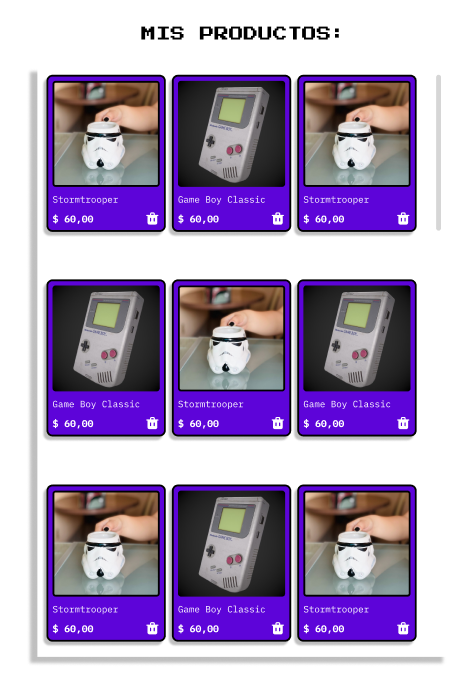 MIS PRODUCTOS:
Stormtrooper
$ 60,00
Game Boy Classic
$ 60,00
Stormtrooper
$ 60,00
Game Boy Classic
$ 60,00
Stormtrooper
$ 60,00
Game Boy Classic
$ 60,00
Stormtrooper
$ 60,00
Game Boy Classic
$ 60,00
Stormtrooper
$ 60,00